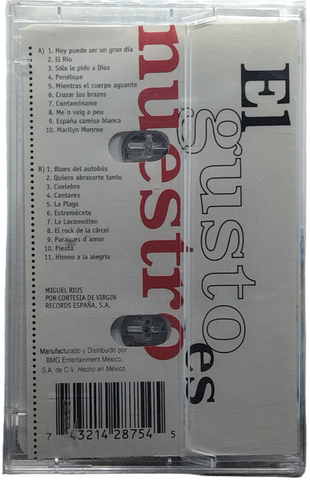 A) 1. Hoy puede ser un gran día
2. El Río
3. Sólo le pido a Dios
4. Penélope
5. Mientras el cuerpo aguante
6. Cruzar los brazos
7. Contamíname
8. Me'n vaig a peu
9. España camisa blanca
10. Marilyn Monroe
B) 1. Blues del autobús
2. Quiero abrazarte tanto
3. Cuelebre
4. Cantares
5. La Plaga
6. Estremécete
7. La Locomotion
8. El rock de la cárcel
9. Paraules d'amor
10. Fiesta
11. Himno a la alegría
MIGUEL RIOS
POR CORTESIA DE VIRGIN
RECORDS ESPAÑA, S.A.
Manufacturado y Distribuido por
BMG Entertainment México,
S.A. de C.V. Hecho en México.
7 43214 28754 5
El
gusto
es
nuestro